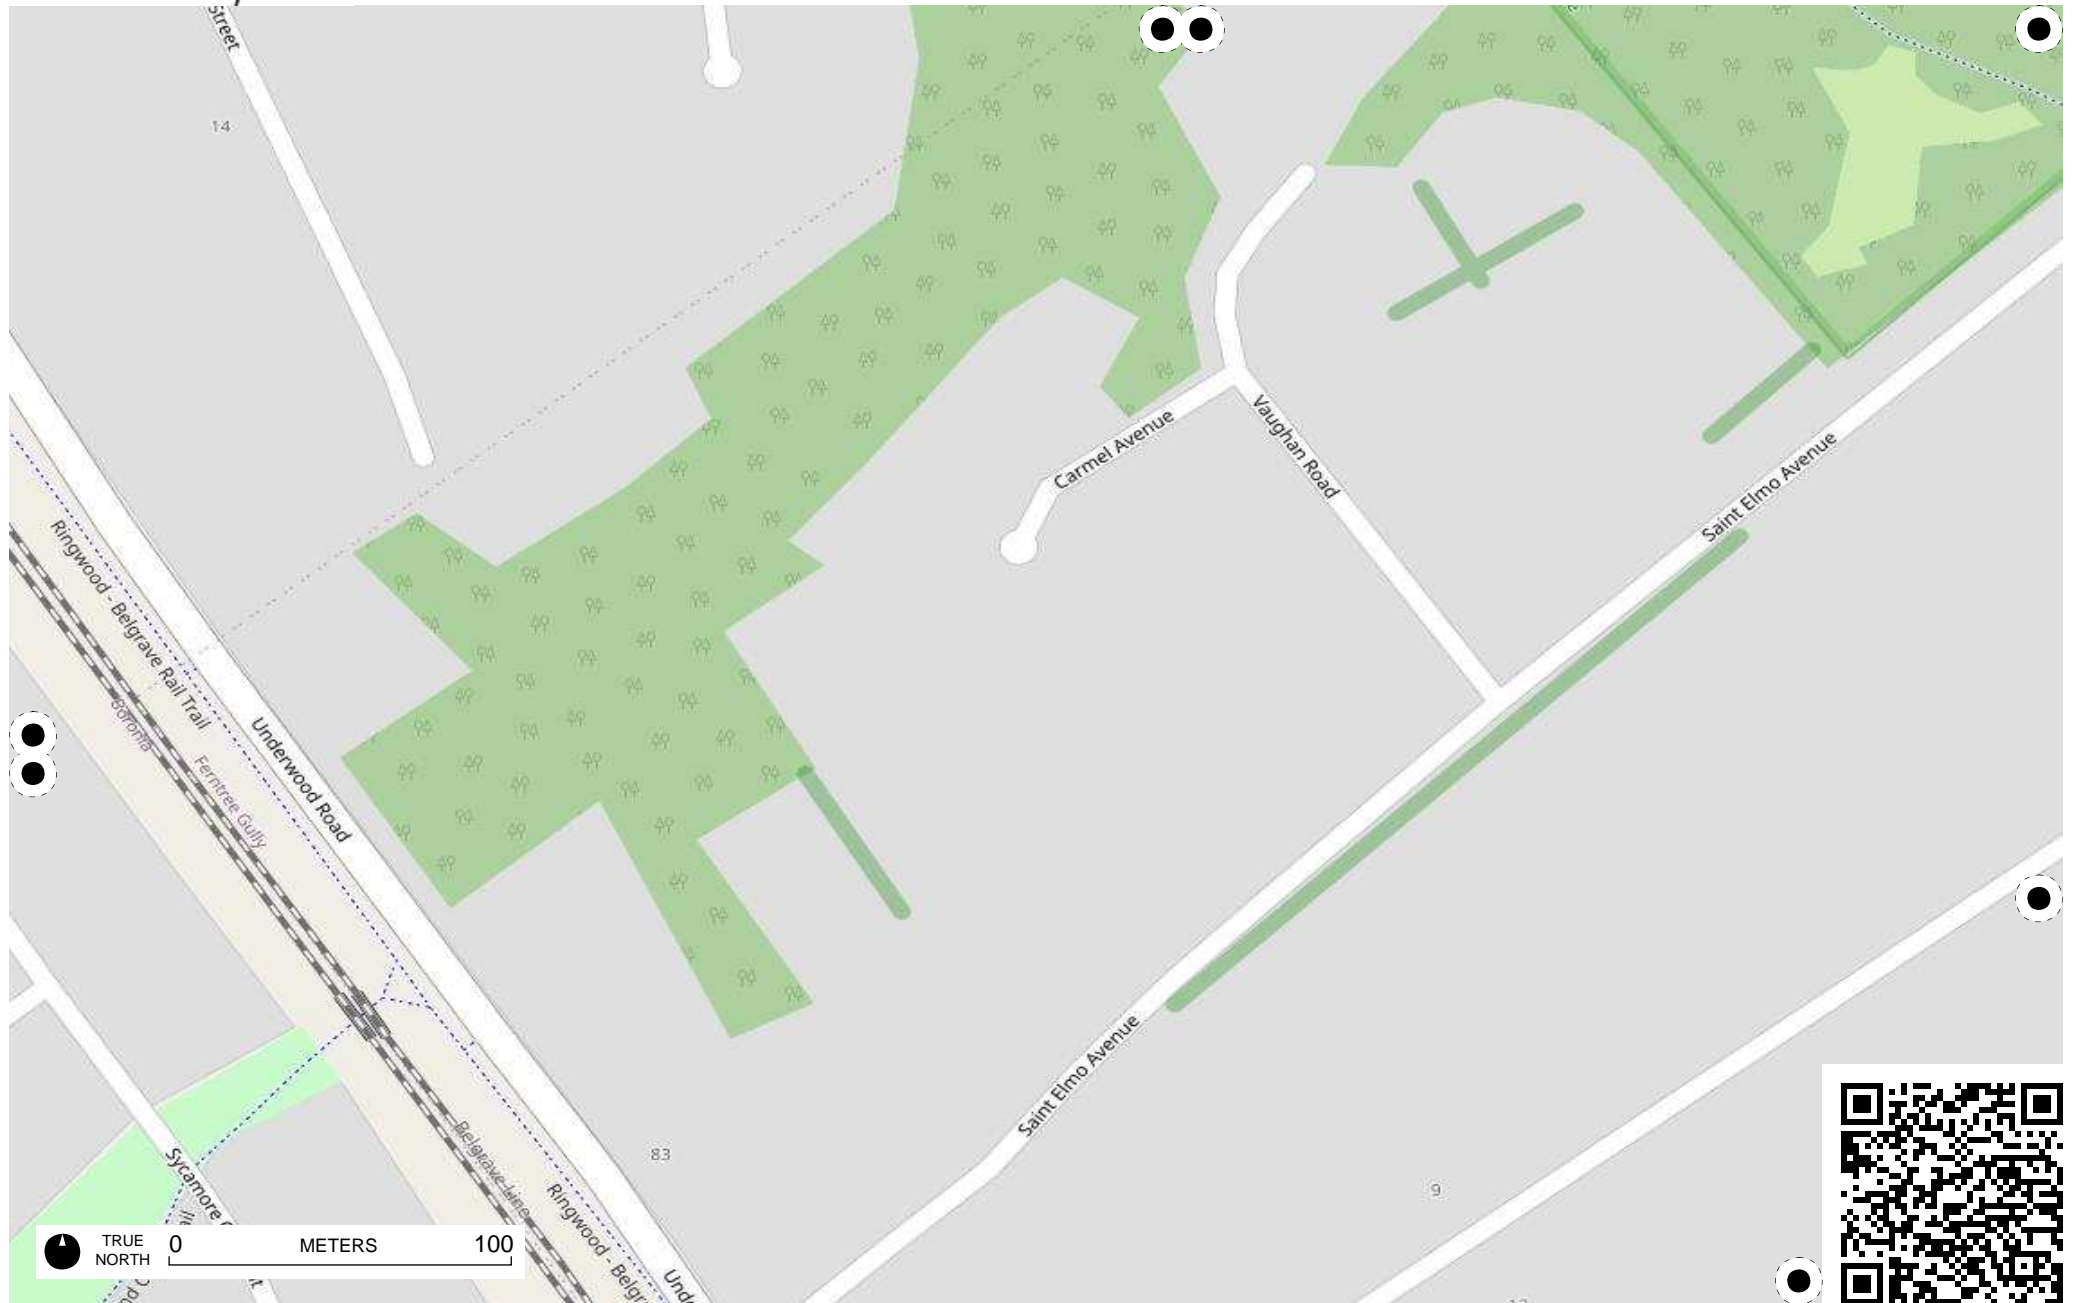 Street
14
Carmel Avenue
Vaughan Road
Saint Elmo Avenue
Ringwood - Belgrave Rail Trail
Boronia
Ferntree Gully
Underwood Road
Saint Elmo Avenue
Belgrave Line
83
9
Sycamore
Ringwood - Belgr
Unde
TRUE
NORTH
0 METERS 100